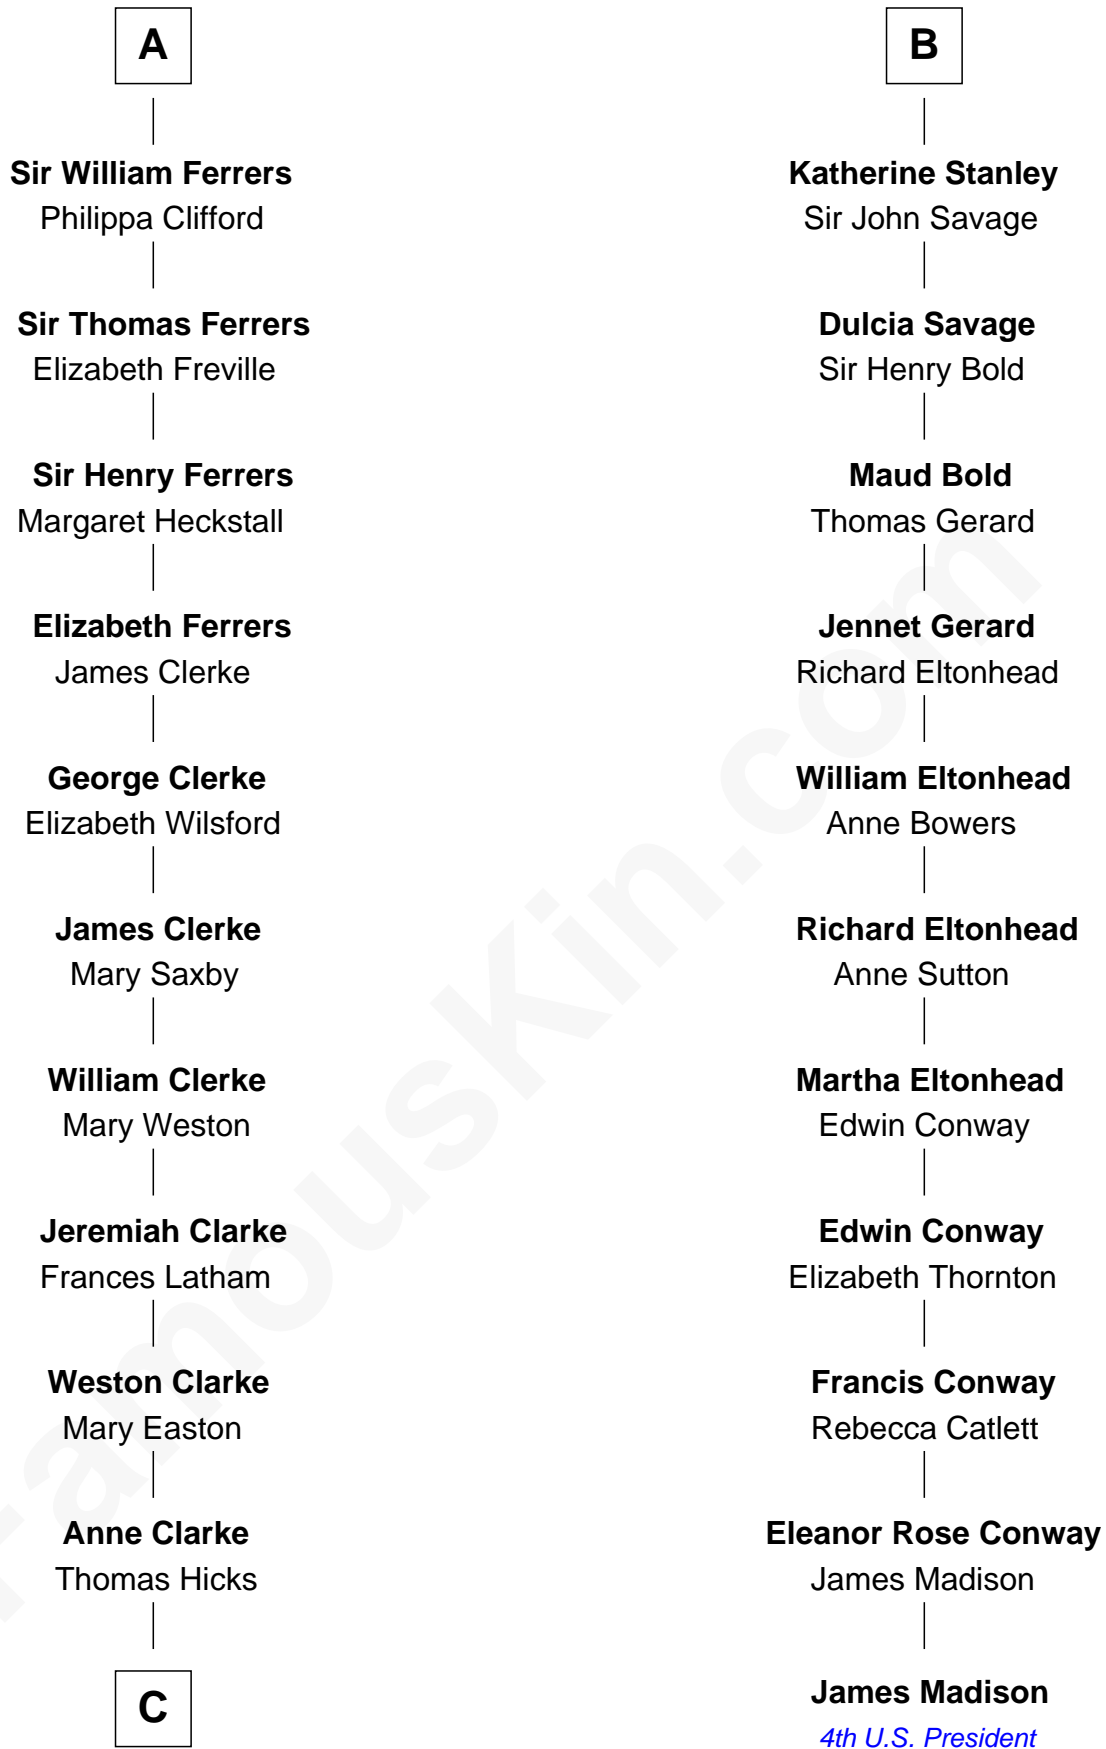 A
Sir William Ferrers
Philippa Clifford
Sir Thomas Ferrers
Elizabeth Freville
Sir Henry Ferrers
Margaret Heckstall
Elizabeth Ferrers
James Clerke
George Clerke
Elizabeth Wilsford
James Clerke
Mary Saxby
William Clerke
Mary Weston
Jeremiah Clarke
Frances Latham
Weston Clarke
Mary Easton
Anne Clarke
Thomas Hicks
C
B
Katherine Stanley
Sir John Savage
Dulcia Savage
Sir Henry Bold
Maud Bold
Thomas Gerard
Jennet Gerard
Richard Eltonhead
William Eltonhead
Anne Bowers
Richard Eltonhead
Anne Sutton
Martha Eltonhead
Edwin Conway
Edwin Conway
Elizabeth Thornton
Francis Conway
Rebecca Catlett
Eleanor Rose Conway
James Madison
James Madison
4th U.S. President
FamousKin.com